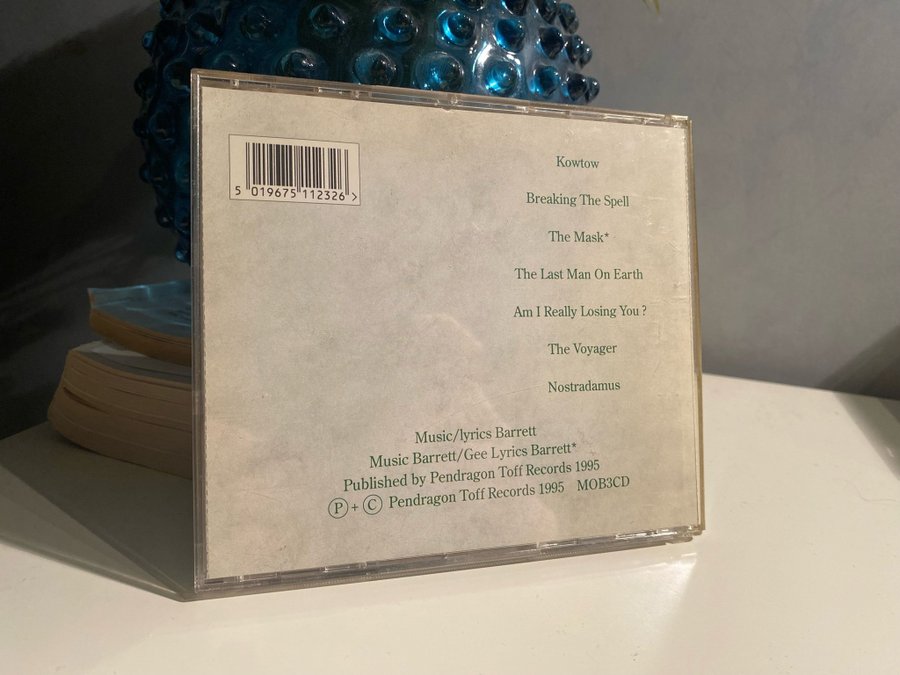 5 019675 112326 >
Kowtow
Breaking The Spell
The Mask*
The Last Man On Earth
Am I Really Losing You ?
The Voyager
Nostradamus
Music/lyrics Barrett
Music Barrett/Gee Lyrics Barrett*
Published by Pendragon Toff Records 1995
Ⓟ + Ⓒ Pendragon Toff Records 1995 MOB3CD